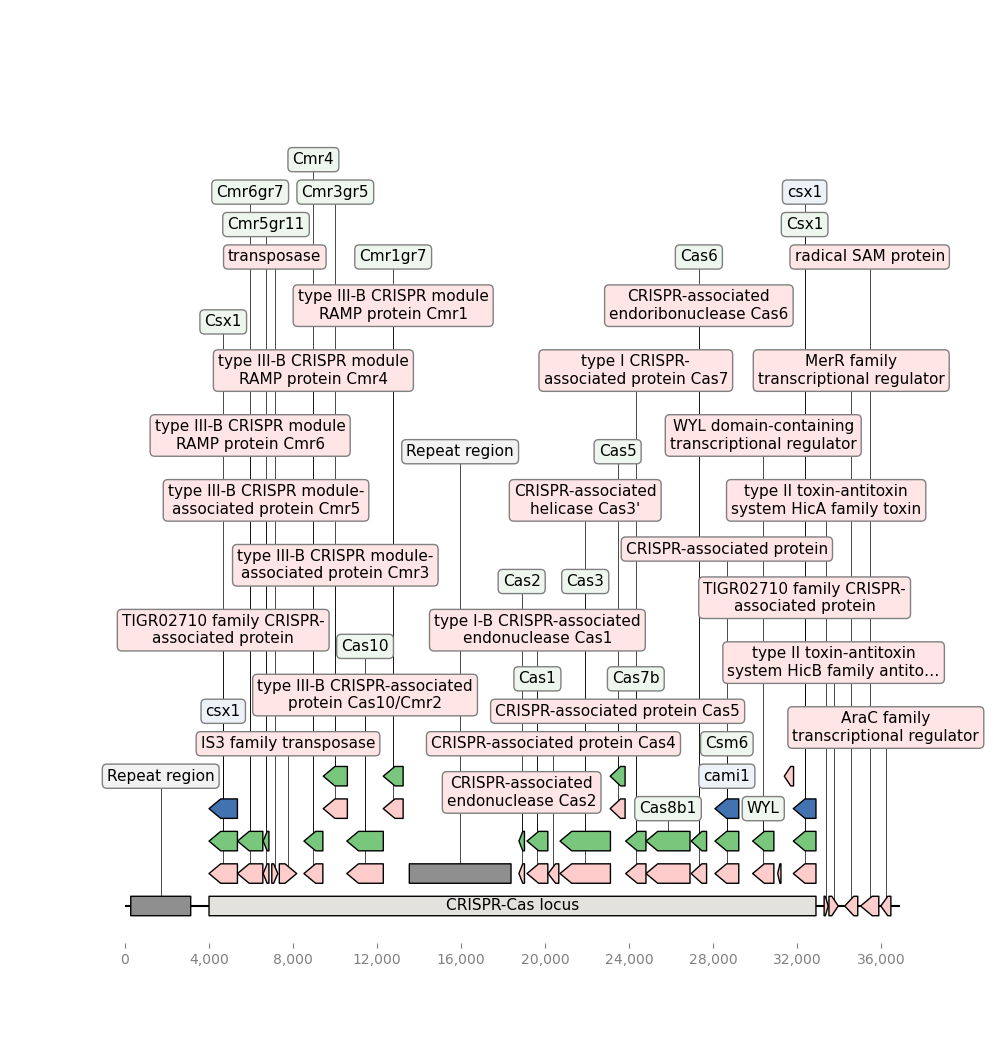 Cmr4
Cmr6gr7
Cmr3gr5
csx1
Cmr5gr11
Csx1
transposase
Cmr1gr7
Cas6
radical SAM protein
type III-B CRISPR module
RAMP protein Cmr1
CRISPR-associated
endoribonuclease Cas6
Csx1
type III-B CRISPR module
RAMP protein Cmr4
type I CRISPR-
associated protein Cas7
MerR family
transcriptional regulator
type III-B CRISPR module
RAMP protein Cmr6
WYL domain-containing
transcriptional regulator
Repeat region
Cas5
type III-B CRISPR module-
associated protein Cmr5
CRISPR-associated
helicase Cas3'
type II toxin-antitoxin
system HicA family toxin
CRISPR-associated protein
type III-B CRISPR module-
associated protein Cmr3
Cas2
Cas3
TIGR02710 family CRISPR-
associated protein
TIGR02710 family CRISPR-
associated protein
type I-B CRISPR-associated
endonuclease Cas1
Cas10
type II toxin-antitoxin
system HicB family antito…
Cas1
Cas7b
type III-B CRISPR-associated
protein Cas10/Cmr2
csx1
CRISPR-associated protein Cas5
AraC family
transcriptional regulator
IS3 family transposase
CRISPR-associated protein Cas4
Csm6
Repeat region
cami1
CRISPR-associated
endonuclease Cas2
Cas8b1
WYL
CRISPR-Cas locus
0
4,000
8,000
12,000
16,000
20,000
24,000
28,000
32,000
36,000